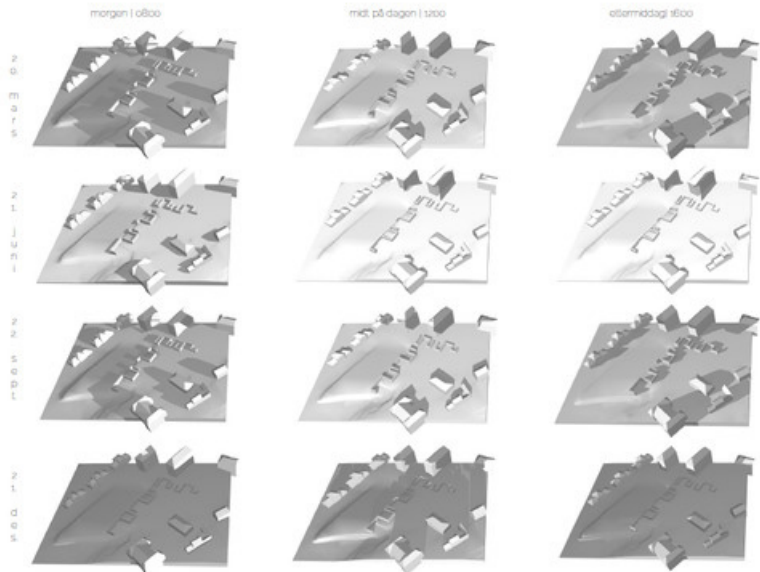 morgen | 0800
midt på dagen | 1200
ettermiddag| 1600
20. mars
21. juni
22. sept
21. des